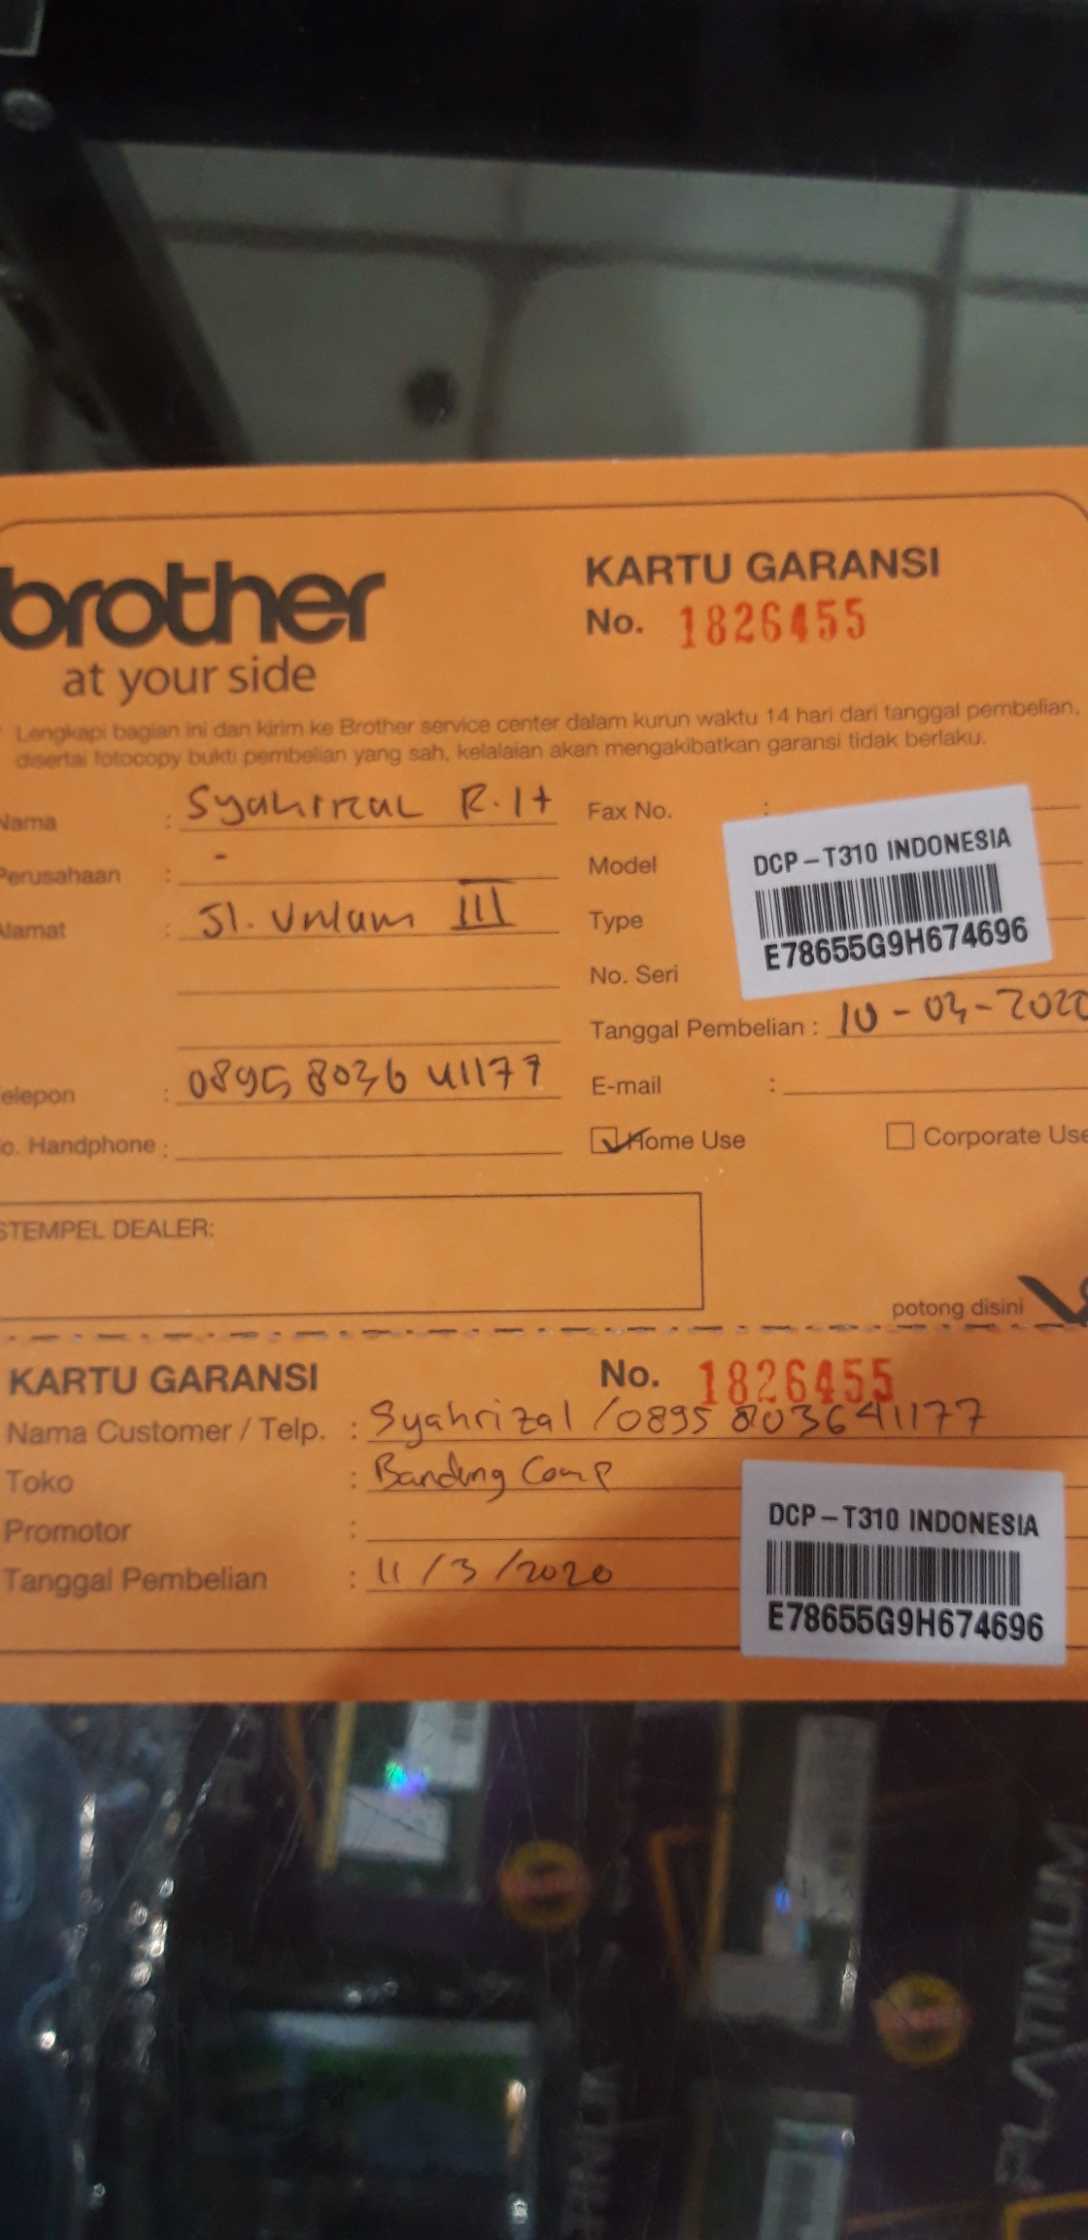 brother
at your side
KARTU GARANSI
No. 1826455
Lengkapi bagian ini dan kirim ke Brother service center dalam kurun waktu 14 hari dari tanggal pembelian,
disertai fotocopy bukti pembelian yang sah, kelalaian akan mengakibatkan garansi tidak berlaku.
Nama : Syahrizal R.
Perusahaan : -
Alamat : Jl. Unlam III
Telepon : 0895 8036 41177
No. Handphone :
Fax No. :
Model
Type
No. Seri
DCP-T310 INDONESIA
E78655G9H674696
Tanggal Pembelian : 10-03-2020
E-mail :
Home Use
Corporate Use
STEMPEL DEALER:
potong disini
KARTU GARANSI No. 1826455
Nama Customer / Telp. : Syahrizal / 0895 803641177
Toko : Bandung Comp
Promotor :
Tanggal Pembelian : 11/3/2020
DCP-T310 INDONESIA
E78655G9H674696
PLATINUM